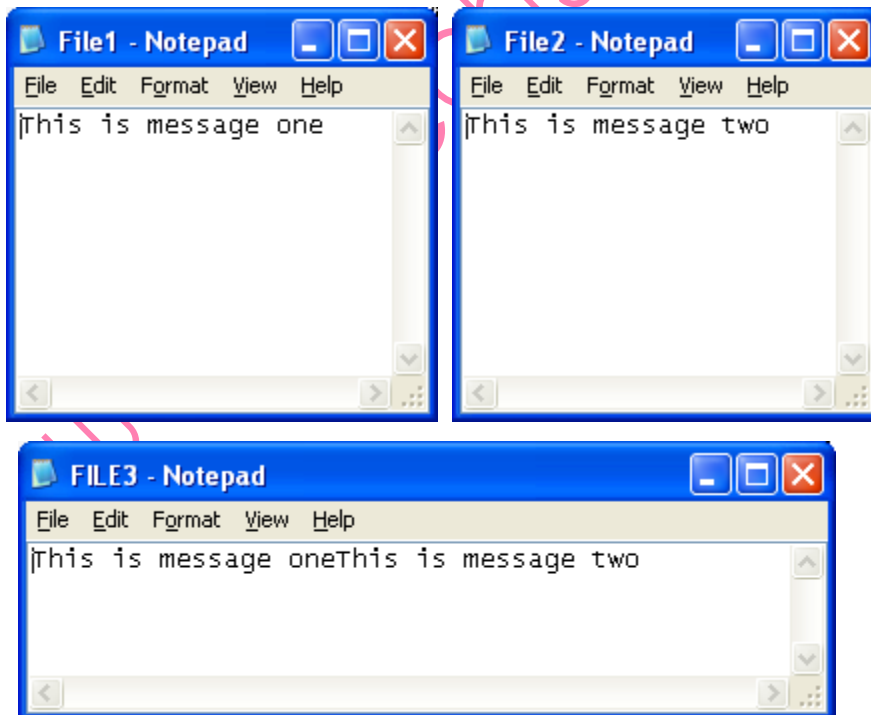 File1 - Notepad
File Edit Format View Help
This is message one
File2 - Notepad
File Edit Format View Help
This is message two
FILE3 - Notepad
File Edit Format View Help
This is message oneThis is message two